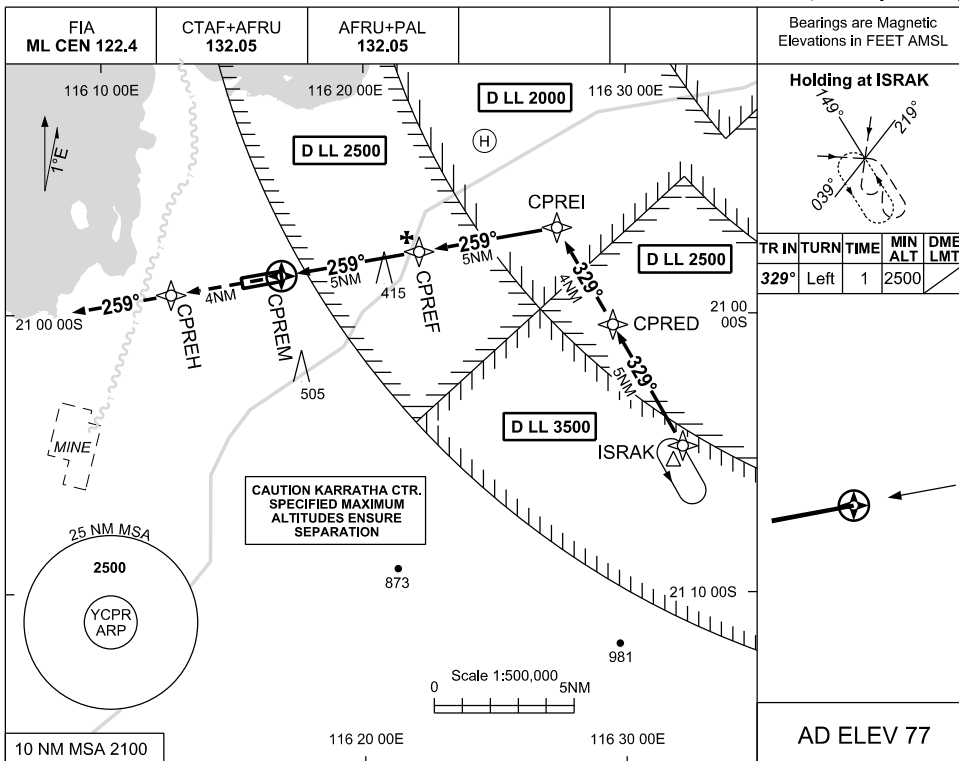 FIA
ML CEN 122.4
CTAF+AFRU
132.05
AFRU+PAL
132.05
Bearings are Magnetic
Elevations in FEET AMSL
116 10 00E
116 20 00E
116 30 00E
D LL 2000
D LL 2500
H
1°E
CPREI
259°
5NM
259°
5NM
4NM
259°
CPREF
415
CPREM
CPREH
21 00 00S
505
329°
4NM
D LL 2500
21 00
00S
CPRED
329°
5NM
D LL 3500
ISRAK
MINE
CAUTION KARRATHA CTR.
SPECIFIED MAXIMUM
ALTITUDES ENSURE
SEPARATION
25 NM MSA
2500
YCPR
ARP
873
21 10 00S
981
Scale 1:500,000
0
5NM
116 20 00E
116 30 00E
10 NM MSA 2100
Holding at ISRAK
149°
219°
039°
TR IN TURN TIME MIN ALT DME LMT
329° Left 1 2500
AD ELEV 77